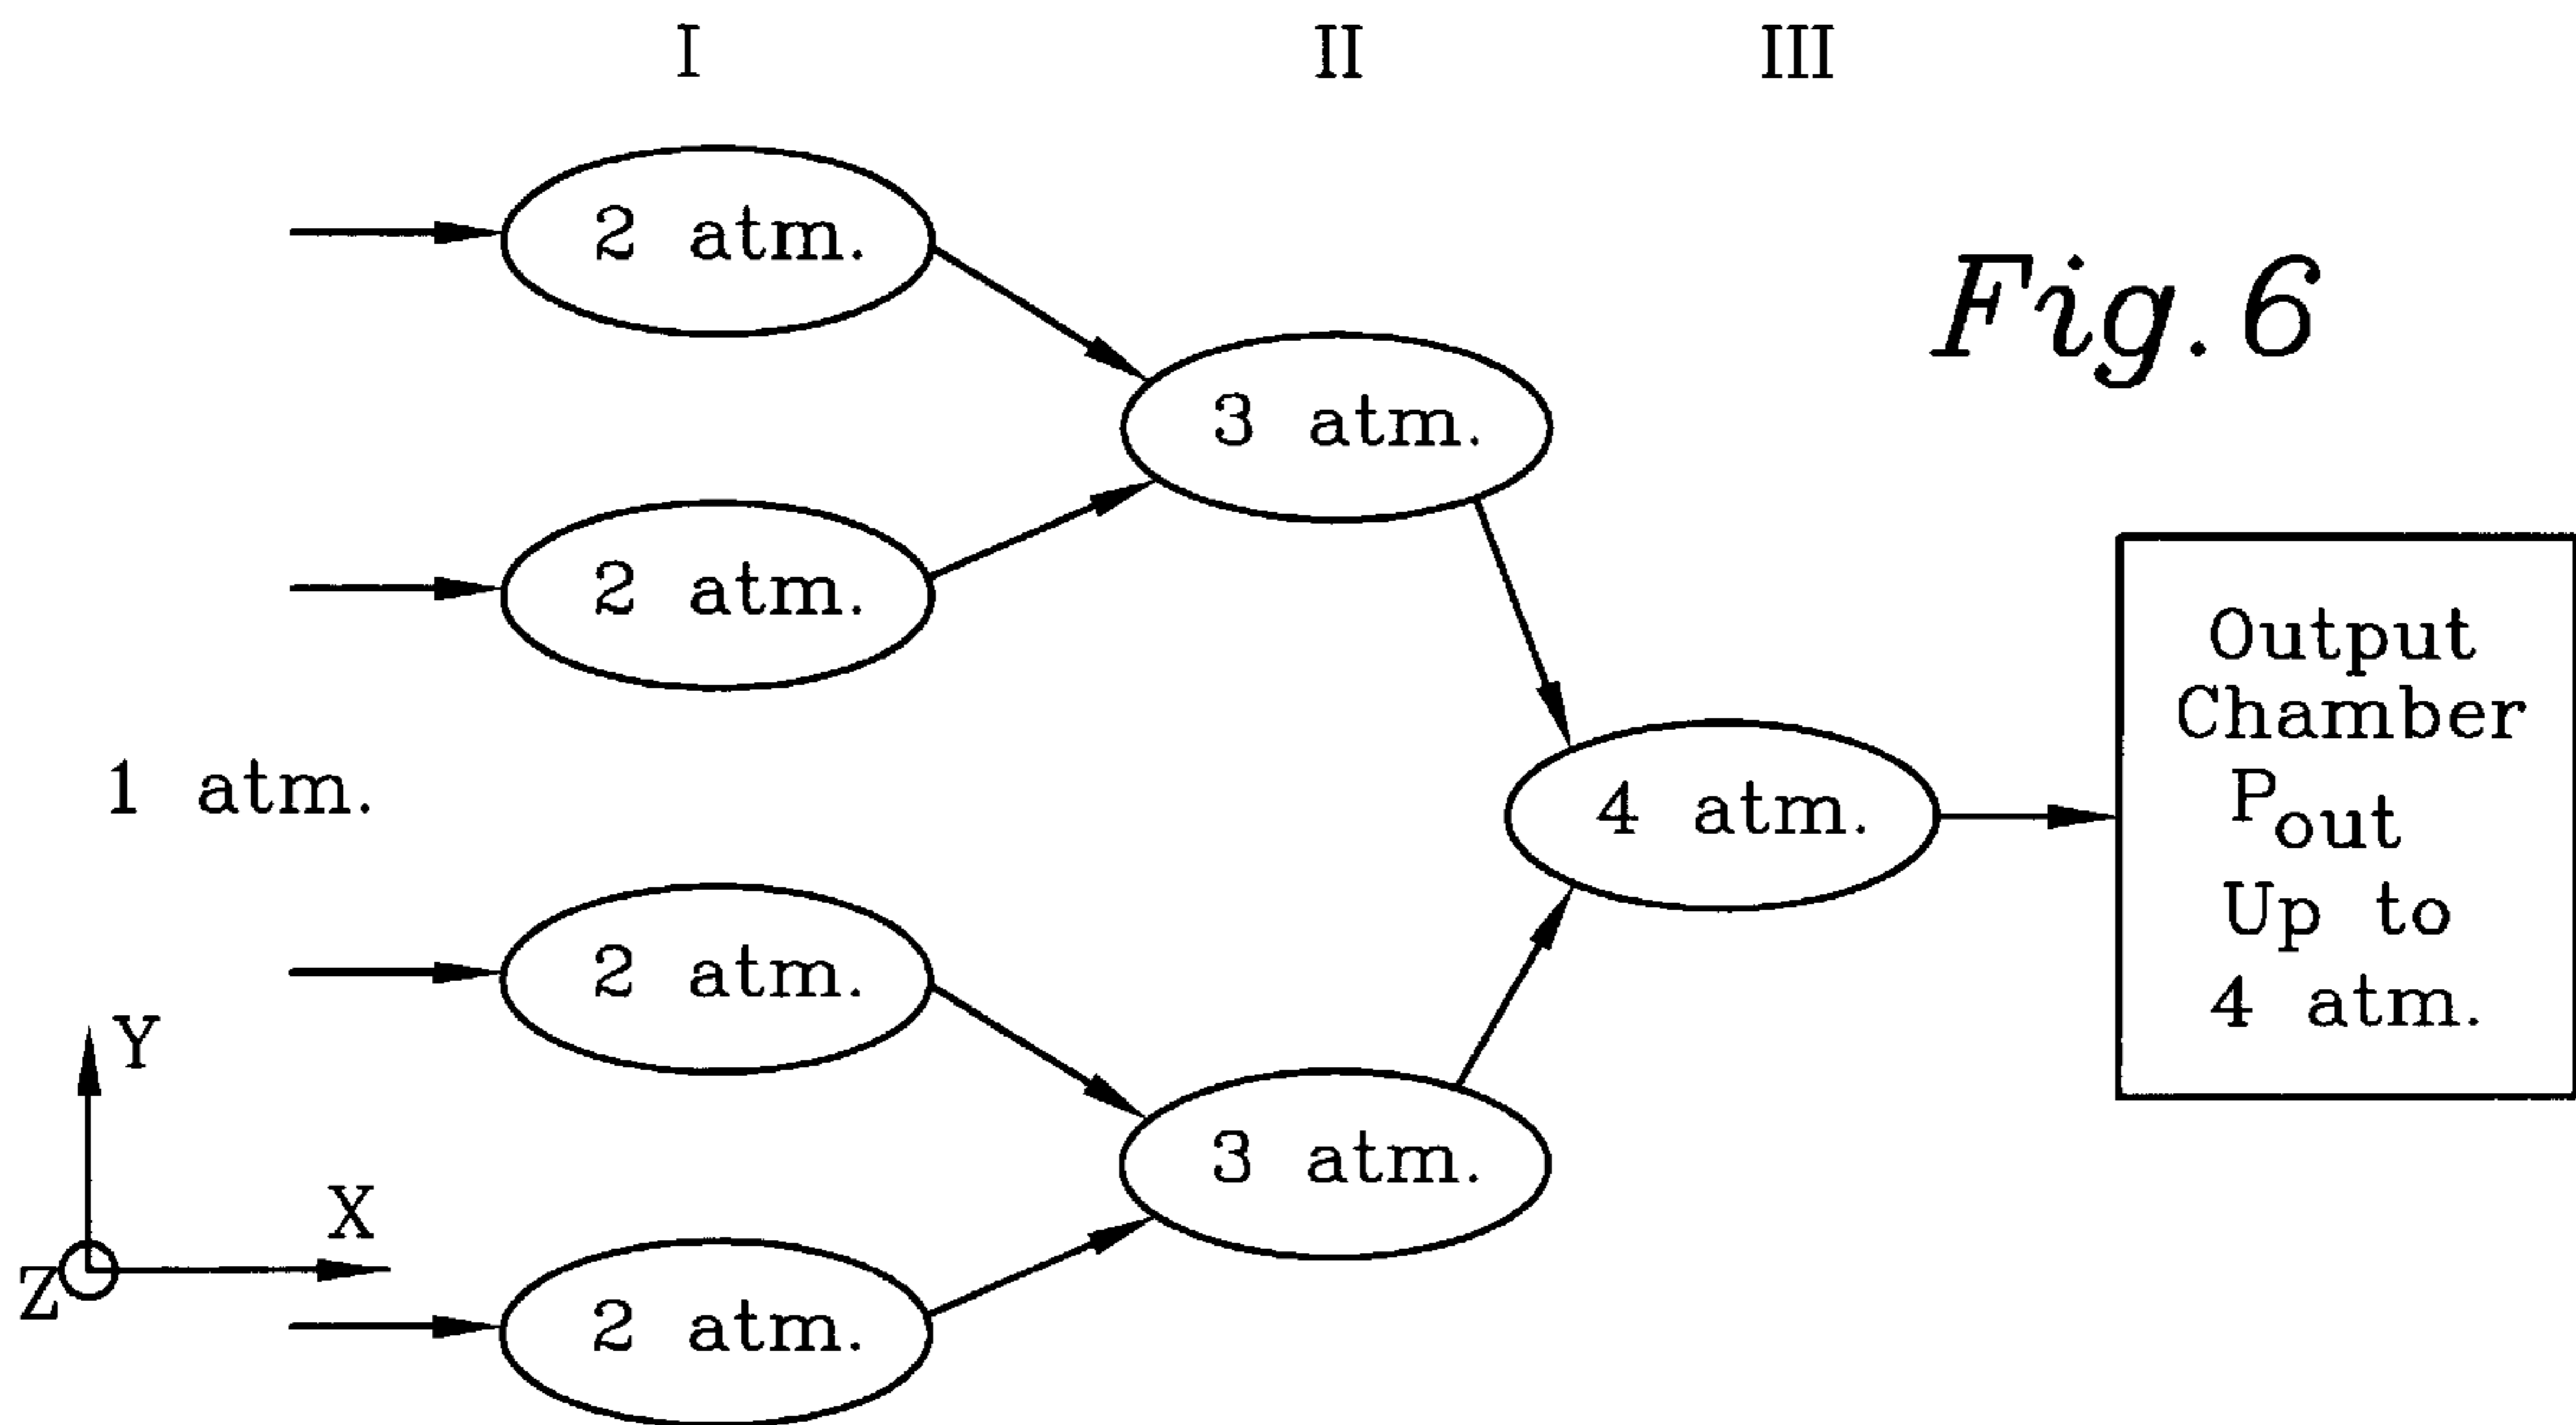 I II III
2 atm.
Fig. 6
3 atm.
2 atm.
Output
Chamber
1 atm.
4 atm.
Pout
Up to
2 atm.
4 atm.
Y
3 atm.
X
Z
2 atm.